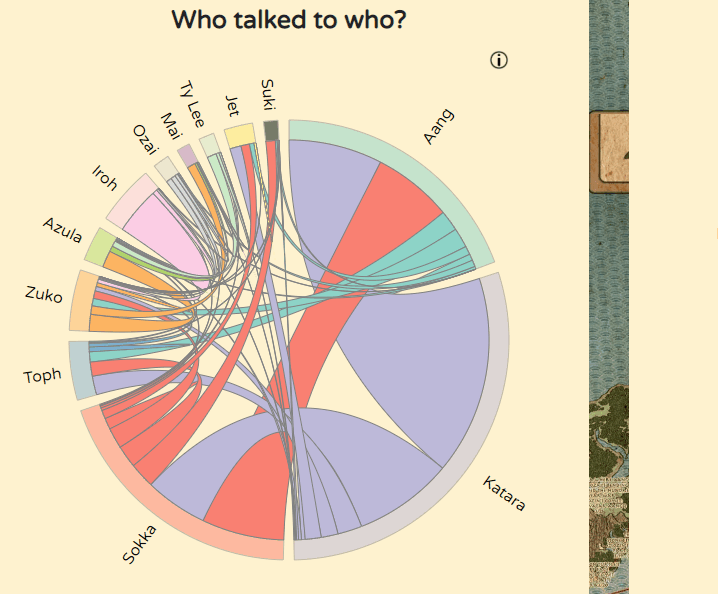 Who talked to who?
Suki
Jet
Ty Lee
Mai
Ozai
Iroh
Azula
Zuko
Toph
Sokka
Katara
Aang